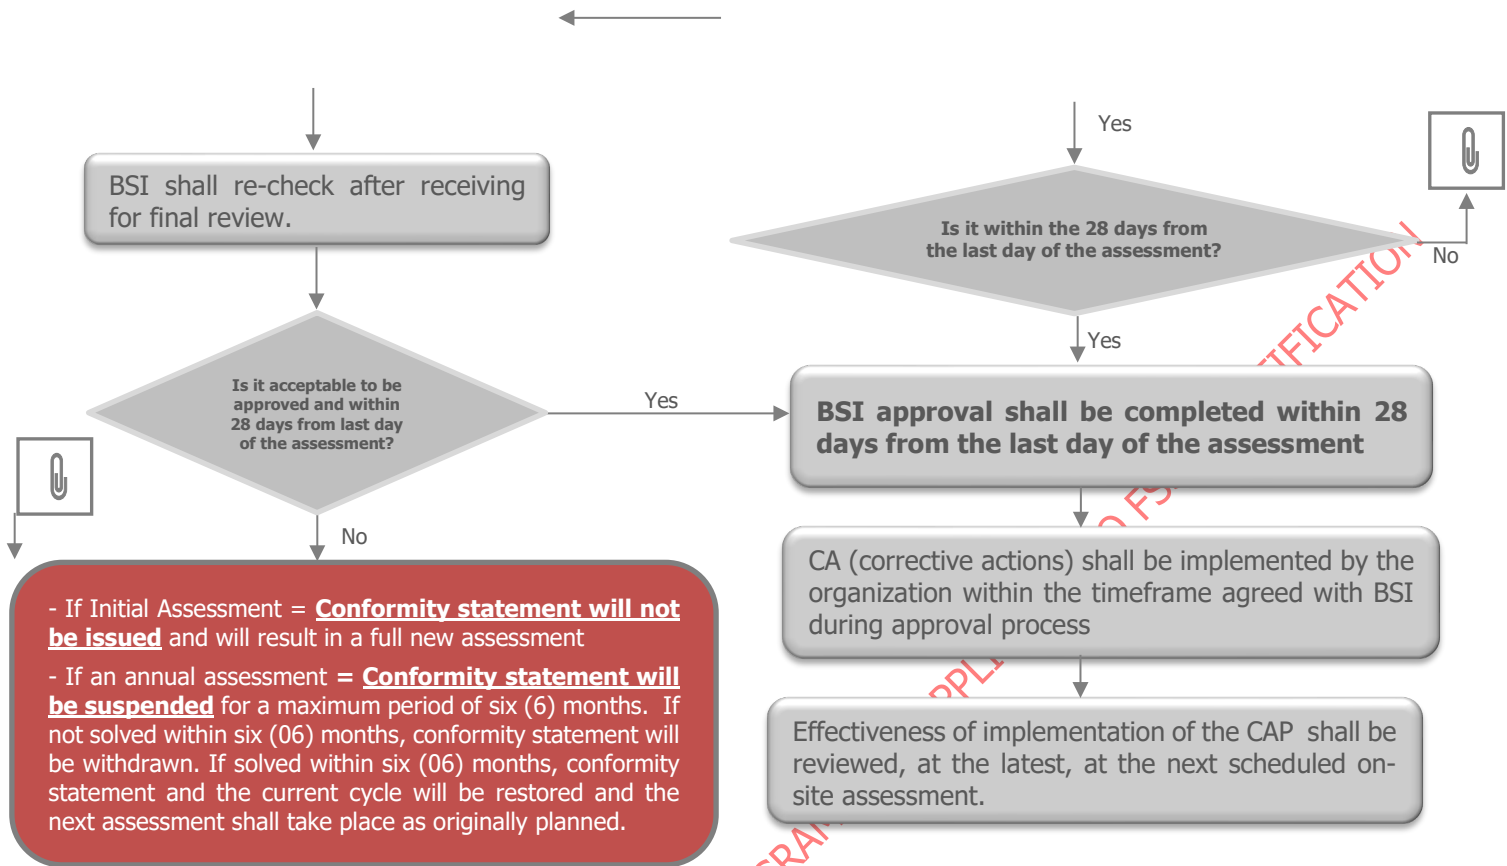 Yes
BSI shall re-check after receiving
for final review.
Is it within the 28 days from
the last day of the assessment?
No
Yes
Is it acceptable to be
approved and within
28 days from last day
of the assessment?
Yes
BSI approval shall be completed within 28
days from the last day of the assessment
No
CA (corrective actions) shall be implemented by the
organization within the timeframe agreed with BSI
during approval process
- If Initial Assessment = Conformity statement will not
be issued and will result in a full new assessment
- If an annual assessment = Conformity statement will
be suspended for a maximum period of six (6) months. If
not solved within six (06) months, conformity statement will
be withdrawn. If solved within six (06) months, conformity
statement and the current cycle will be restored and the
next assessment shall take place as originally planned.
Effectiveness of implementation of the CAP shall be
reviewed, at the latest, at the next scheduled on-
site assessment.